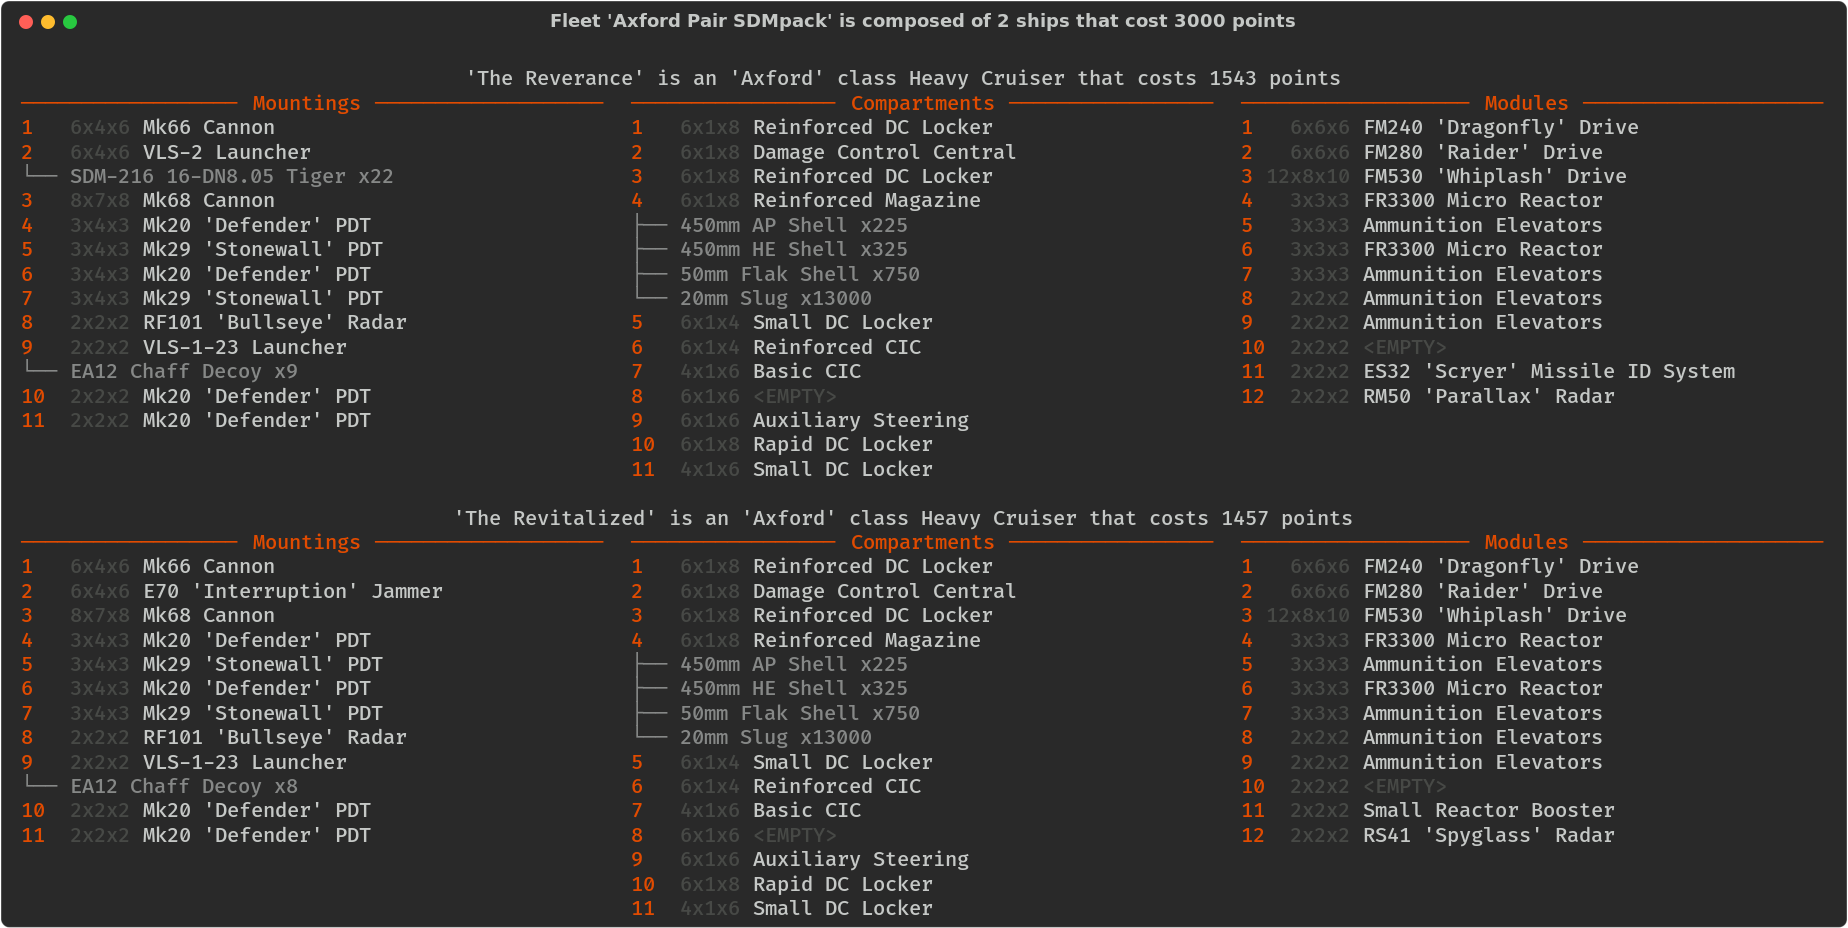 Fleet 'Axford Pair SDMpack' is composed of 2 ships that cost 3000 points
'The Reverance' is an 'Axford' class Heavy Cruiser that costs 1543 points
Mountings Compartments Modules
1 6x4x6 Mk66 Cannon 1 6x1x8 Reinforced DC Locker 1 6x6x6 FM240 'Dragonfly' Drive
2 6x4x6 VLS-2 Launcher 2 6x1x8 Damage Control Central 2 6x6x6 FM280 'Raider' Drive
SDM-216 16-DN8.05 Tiger x22 3 6x1x8 Reinforced DC Locker 3 12x8x10 FM530 'Whiplash' Drive
3 8x7x8 Mk68 Cannon 4 6x1x8 Reinforced Magazine 4 3x3x3 FR3300 Micro Reactor
4 3x4x3 Mk20 'Defender' PDT 450mm AP Shell x225 5 3x3x3 Ammunition Elevators
5 3x4x3 Mk29 'Stonewall' PDT 450mm HE Shell x325 6 3x3x3 FR3300 Micro Reactor
6 3x4x3 Mk20 'Defender' PDT 50mm Flak Shell x750 7 3x3x3 Ammunition Elevators
7 3x4x3 Mk29 'Stonewall' PDT 20mm Slug x13000 8 2x2x2 Ammunition Elevators
8 2x2x2 RF101 'Bullseye' Radar 5 6x1x4 Small DC Locker 9 2x2x2 Ammunition Elevators
9 2x2x2 VLS-1-23 Launcher 6 6x1x4 Reinforced CIC 10 2x2x2 <EMPTY>
EA12 Chaff Decoy x9 7 4x1x6 Basic CIC 11 2x2x2 ES32 'Scryer' Missile ID System
10 2x2x2 Mk20 'Defender' PDT 8 6x1x6 <EMPTY> 12 2x2x2 RM50 'Parallax' Radar
11 2x2x2 Mk20 'Defender' PDT 9 6x1x6 Auxiliary Steering
10 6x1x8 Rapid DC Locker
11 4x1x6 Small DC Locker
'The Revitalized' is an 'Axford' class Heavy Cruiser that costs 1457 points
Mountings Compartments Modules
1 6x4x6 Mk66 Cannon 1 6x1x8 Reinforced DC Locker 1 6x6x6 FM240 'Dragonfly' Drive
2 6x4x6 E70 'Interruption' Jammer 2 6x1x8 Damage Control Central 2 6x6x6 FM280 'Raider' Drive
3 8x7x8 Mk68 Cannon 3 6x1x8 Reinforced DC Locker 3 12x8x10 FM530 'Whiplash' Drive
4 3x4x3 Mk20 'Defender' PDT 4 6x1x8 Reinforced Magazine 4 3x3x3 FR3300 Micro Reactor
5 3x4x3 Mk29 'Stonewall' PDT 450mm AP Shell x225 5 3x3x3 Ammunition Elevators
6 3x4x3 Mk20 'Defender' PDT 450mm HE Shell x325 6 3x3x3 FR3300 Micro Reactor
7 3x4x3 Mk29 'Stonewall' PDT 50mm Flak Shell x750 7 3x3x3 Ammunition Elevators
8 2x2x2 RF101 'Bullseye' Radar 20mm Slug x13000 8 2x2x2 Ammunition Elevators
9 2x2x2 VLS-1-23 Launcher 5 6x1x4 Small DC Locker 9 2x2x2 Ammunition Elevators
EA12 Chaff Decoy x8 6 6x1x4 Reinforced CIC 10 2x2x2 <EMPTY>
10 2x2x2 Mk20 'Defender' PDT 7 4x1x6 Basic CIC 11 2x2x2 Small Reactor Booster
11 2x2x2 Mk20 'Defender' PDT 8 6x1x6 <EMPTY> 12 2x2x2 RS41 'Spyglass' Radar
9 6x1x6 Auxiliary Steering
10 6x1x8 Rapid DC Locker
11 4x1x6 Small DC Locker